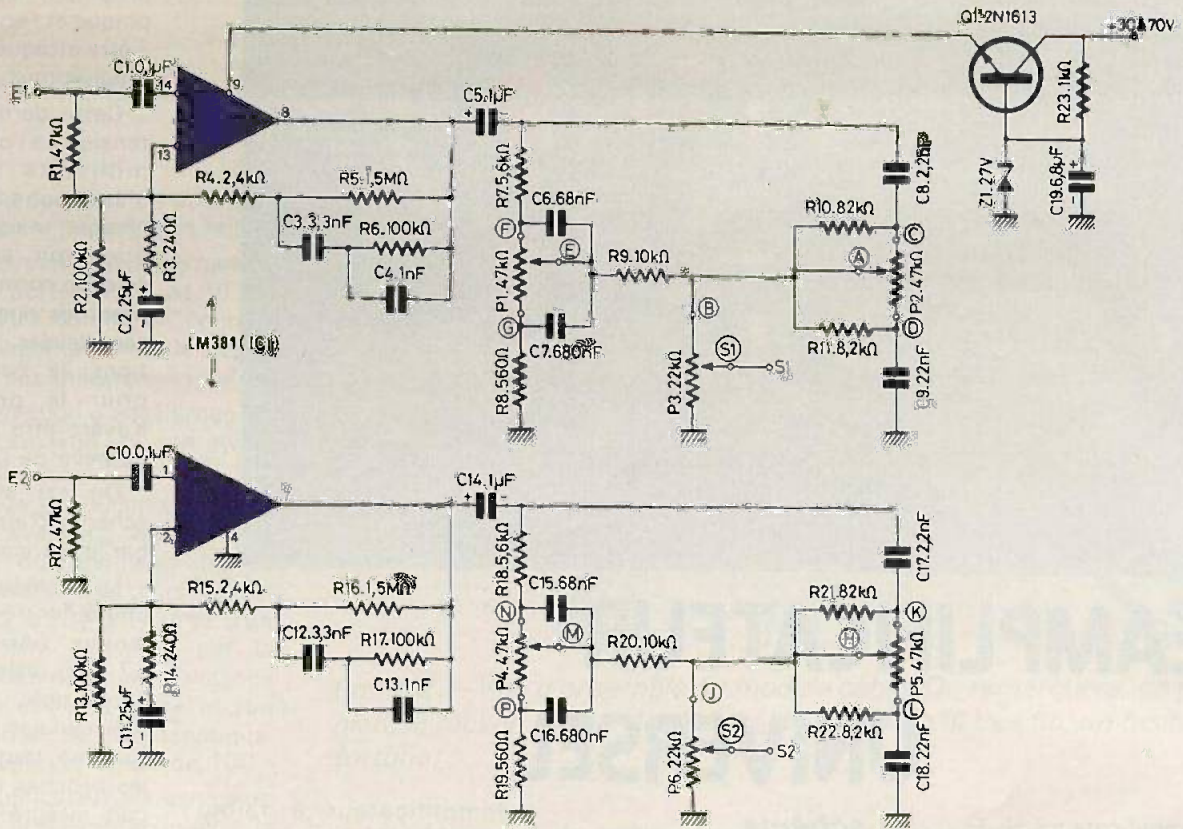 Q1.2N1613
+30 à 70V
C1.0,1µF
E1
14
9
8
13
R1.47kΩ
R2.100kΩ
R3.240Ω
C2.25µF
+
-
R4.2,4kΩ
R5.1,5MΩ
C3.3,3nF
R6.100kΩ
C4.1nF
LM381(IC1)
C5.1µF
+
R7.5,6kΩ
C6.68nF
F
E
P1.47kΩ
G
C7.680nF
R8.560Ω
R9.10kΩ
B
P3.22kΩ
S1
S1
R10.82kΩ
A
R11.8,2kΩ
C8.2,2nF
C
P2.47kΩ
D
C9.22nF
R23.1kΩ
Z1.27V
C19.6,8µF
+
-
C10.0,1µF
E2
1
7
2
4
R12.47kΩ
R13.100kΩ
R14.240Ω
C11.25µF
+
-
R15.2,4kΩ
R16.1,5MΩ
C12.3,3nF
R17.100kΩ
C13.1nF
C14.1µF
+
-
R18.5,6kΩ
C15.68nF
N
M
P4.47kΩ
P
C16.680nF
R19.560Ω
R20.10kΩ
J
P6.22kΩ
S2
S2
R21.82kΩ
H
R22.8,2kΩ
C17.2,2nF
K
P5.47kΩ
L
C18.22nF